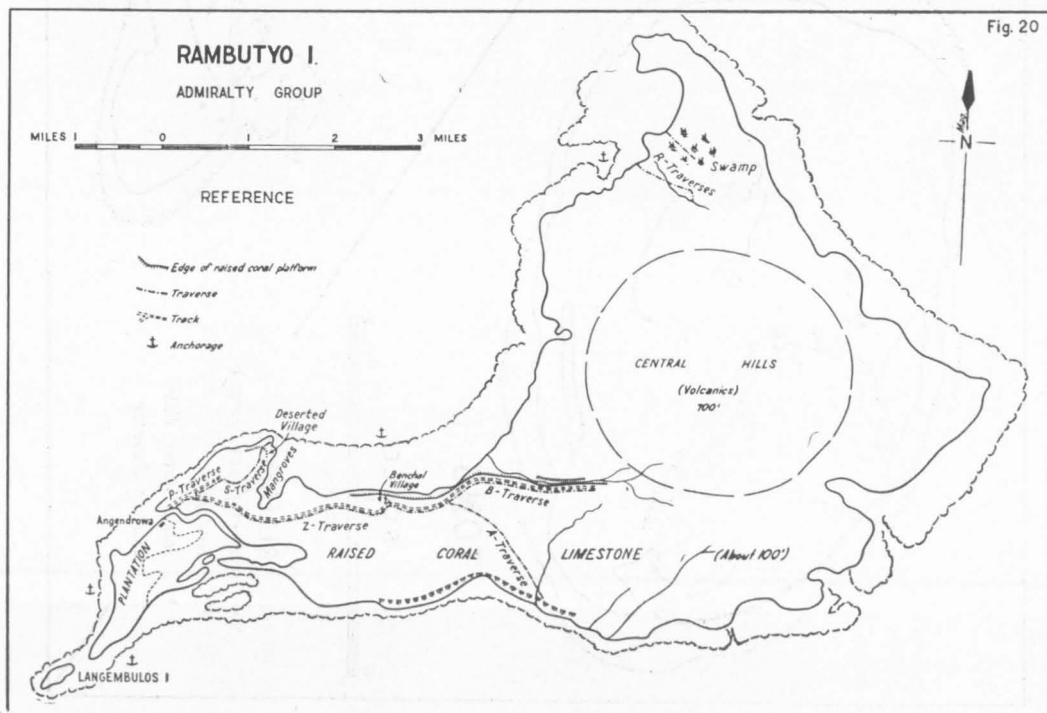 Fig. 20
RAMBUTYO I.
ADMIRALTY GROUP
MILES 1 0 1 2 3 MILES
REFERENCE
Edge of raised coral platform
Traverse
Track
Anchorage
Mag.
N
Swamp
R-Traverses
CENTRAL HILLS
(Volcanics)
700'
Deserted
Village
Mangroves
P-Traverse
S-Traverse
Banchal
Village
B-Traverse
Z-Traverse
A-Traverse
Angendrowa
PLANTATION
RAISED CORAL LIMESTONE (About 100')
LANGEMBULOS I